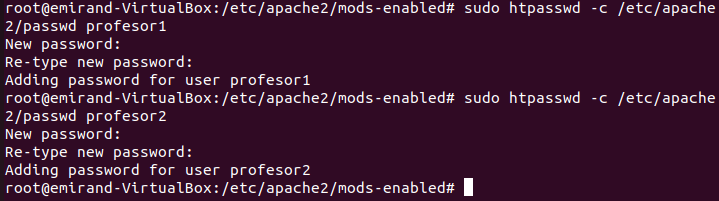 root@emirand-VirtualBox:/etc/apache2/mods-enabled# sudo htpasswd -c /etc/apache
2/passwd profesor1
New password:
Re-type new password:
Adding password for user profesor1
root@emirand-VirtualBox:/etc/apache2/mods-enabled# sudo htpasswd -c /etc/apache
2/passwd profesor2
New password:
Re-type new password:
Adding password for user profesor2
root@emirand-VirtualBox:/etc/apache2/mods-enabled#